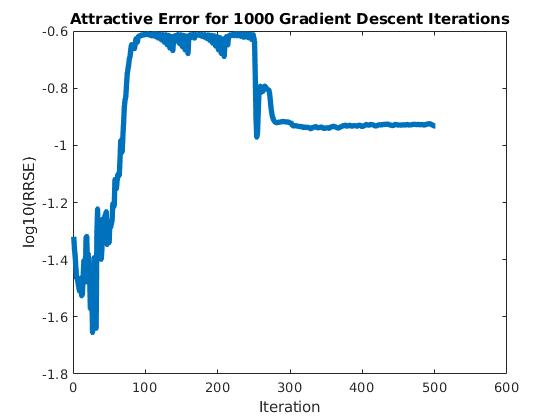 Attractive Error for 1000 Gradient Descent Iterations
-0.6
-0.8
-1
-1.2
-1.4
-1.6
-1.8
log10(RRSE)
0 100 200 300 400 500 600
Iteration